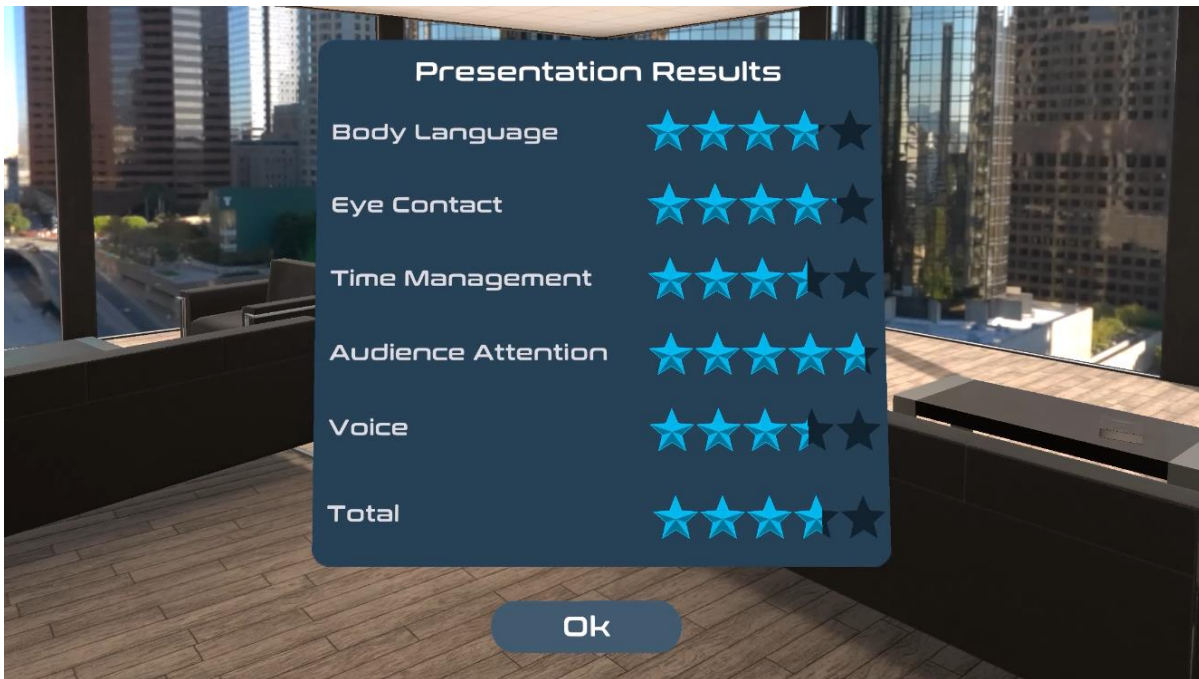 Presentation Results
Body Language
Eye Contact
Time Management
Audience Attention
Voice
Total
Ok